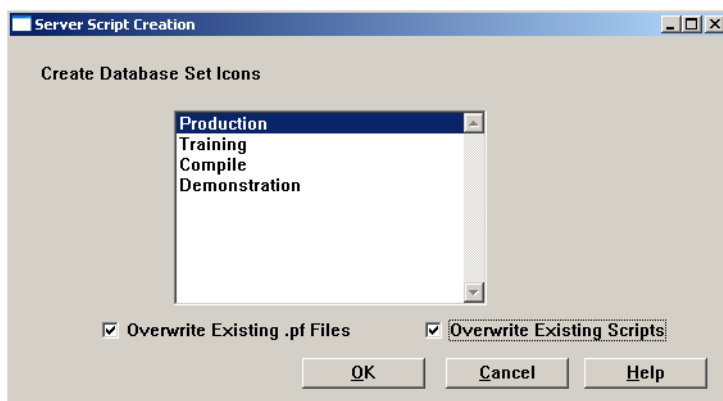 Server Script Creation
Create Database Set Icons
Production
Training
Compile
Demonstration
Overwrite Existing .pf Files
Overwrite Existing Scripts
OK
Cancel
Help